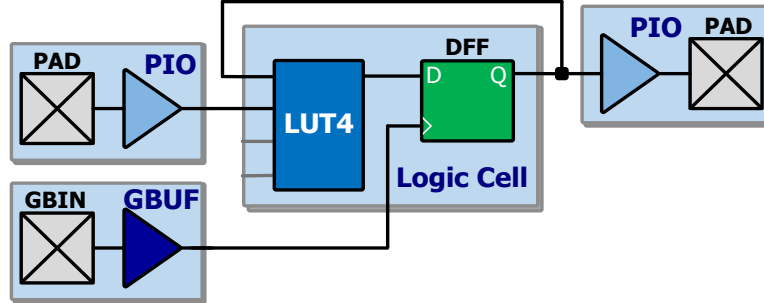 PAD
PIO
LUT4
DFF
D
Q
Logic Cell
PIO
PAD
GBIN
GBUF